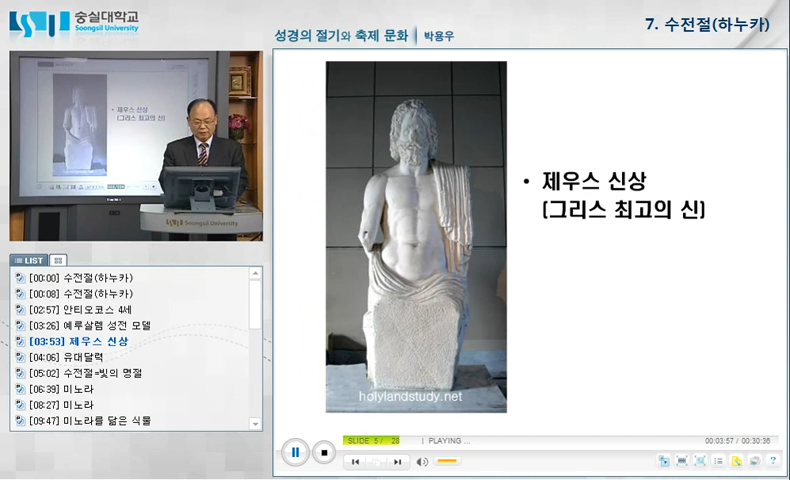 숭실대학교
Soongsil University
성경의 절기와 축제 문화 박용우
7. 수전절(하누카)
• 제우스 신상
(그리스 최고의 신)
Soongsil University
LIST
[00:00] 수전절(하누카)
[00:08] 수전절(하누카)
[02:57] 안티오코스 4세
[03:26] 예루살렘 성전 모델
[03:53] 제우스 신상
[04:06] 유대달력
[05:02] 수전절=빛의 명절
[06:39] 미노라
[08:27] 미노라
[09:47] 미노라를 닮은 식물
• 제우스 신상
(그리스 최고의 신)
holylandstudy.net
SLIDE 5 / 28 | PLAYING ... 00:03:57 / 00:30:36